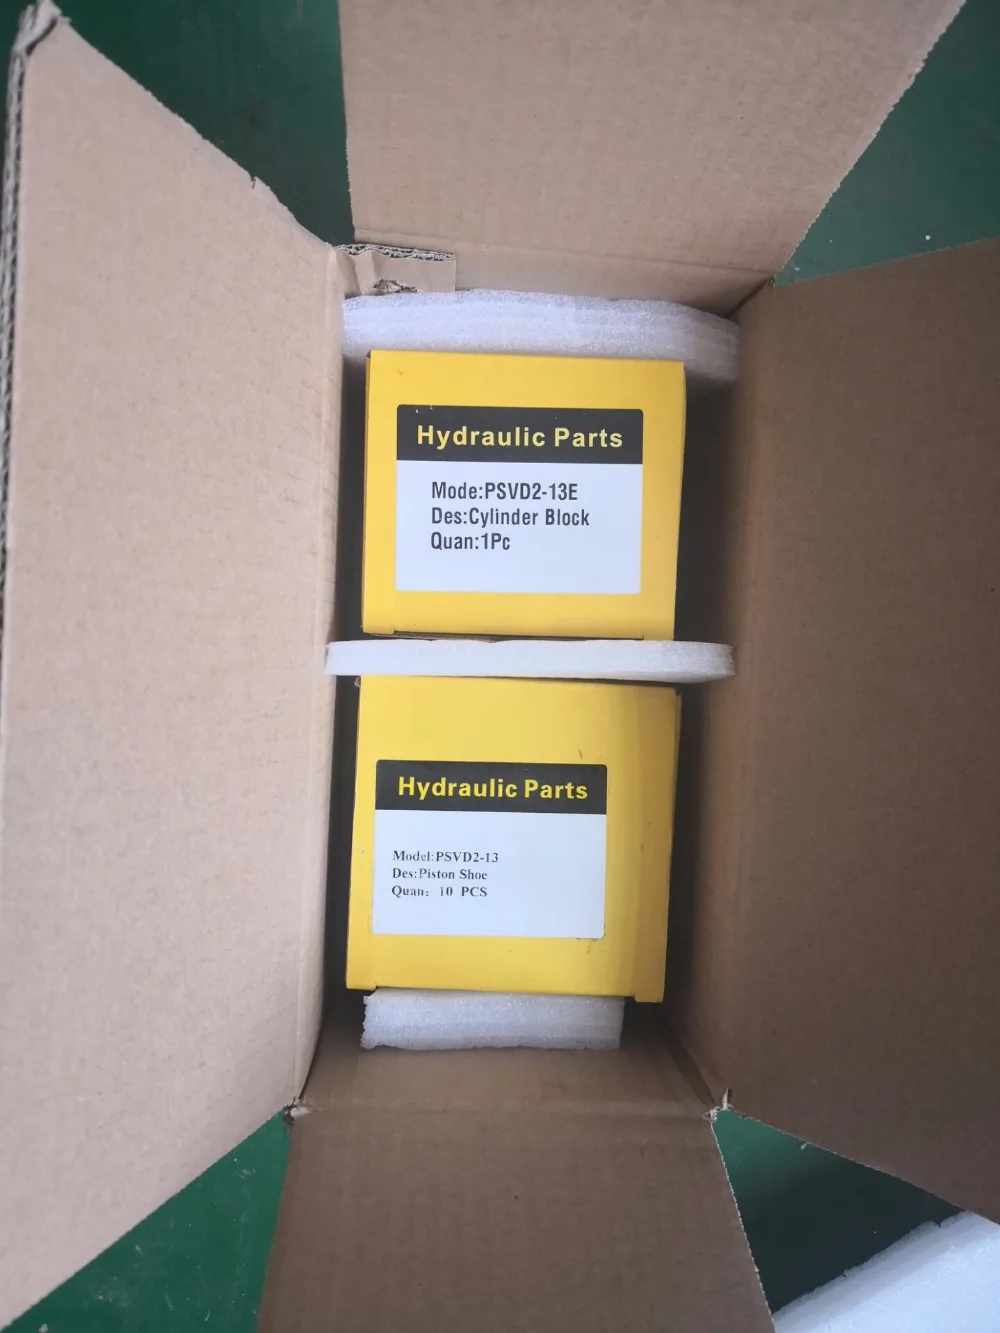 Hydraulic Parts
Mode:PSVD2-13E
Des:Cylinder Block
Quan:1Pc
Hydraulic Parts
Model:PSVD2-13
Des:Piston Shoe
Quan: 10 PCS